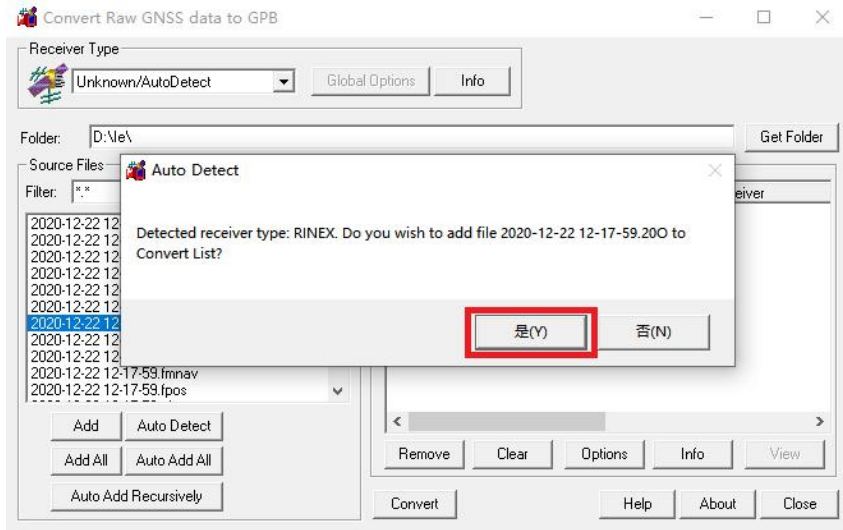 Convert Raw GNSS data to GPB
Receiver Type
Unknown/AutoDetect
Global Options
Info
Folder:
D:\Ie\
Get Folder
Source Files
Filter:
*.*
eiver
2020-12-22 12
2020-12-22 12
2020-12-22 12
2020-12-22 12
2020-12-22 12
2020-12-22 12
2020-12-22 12
2020-12-22 12
2020-12-22 12
2020-12-22 12-17-59.fmnav
2020-12-22 12-17-59.fpos
Auto Detect
Detected receiver type: RINEX. Do you wish to add file 2020-12-22 12-17-59.20O to
Convert List?
是(Y)
否(N)
Add
Auto Detect
Add All
Auto Add All
Auto Add Recursively
Remove
Clear
Options
Info
View
Convert
Help
About
Close